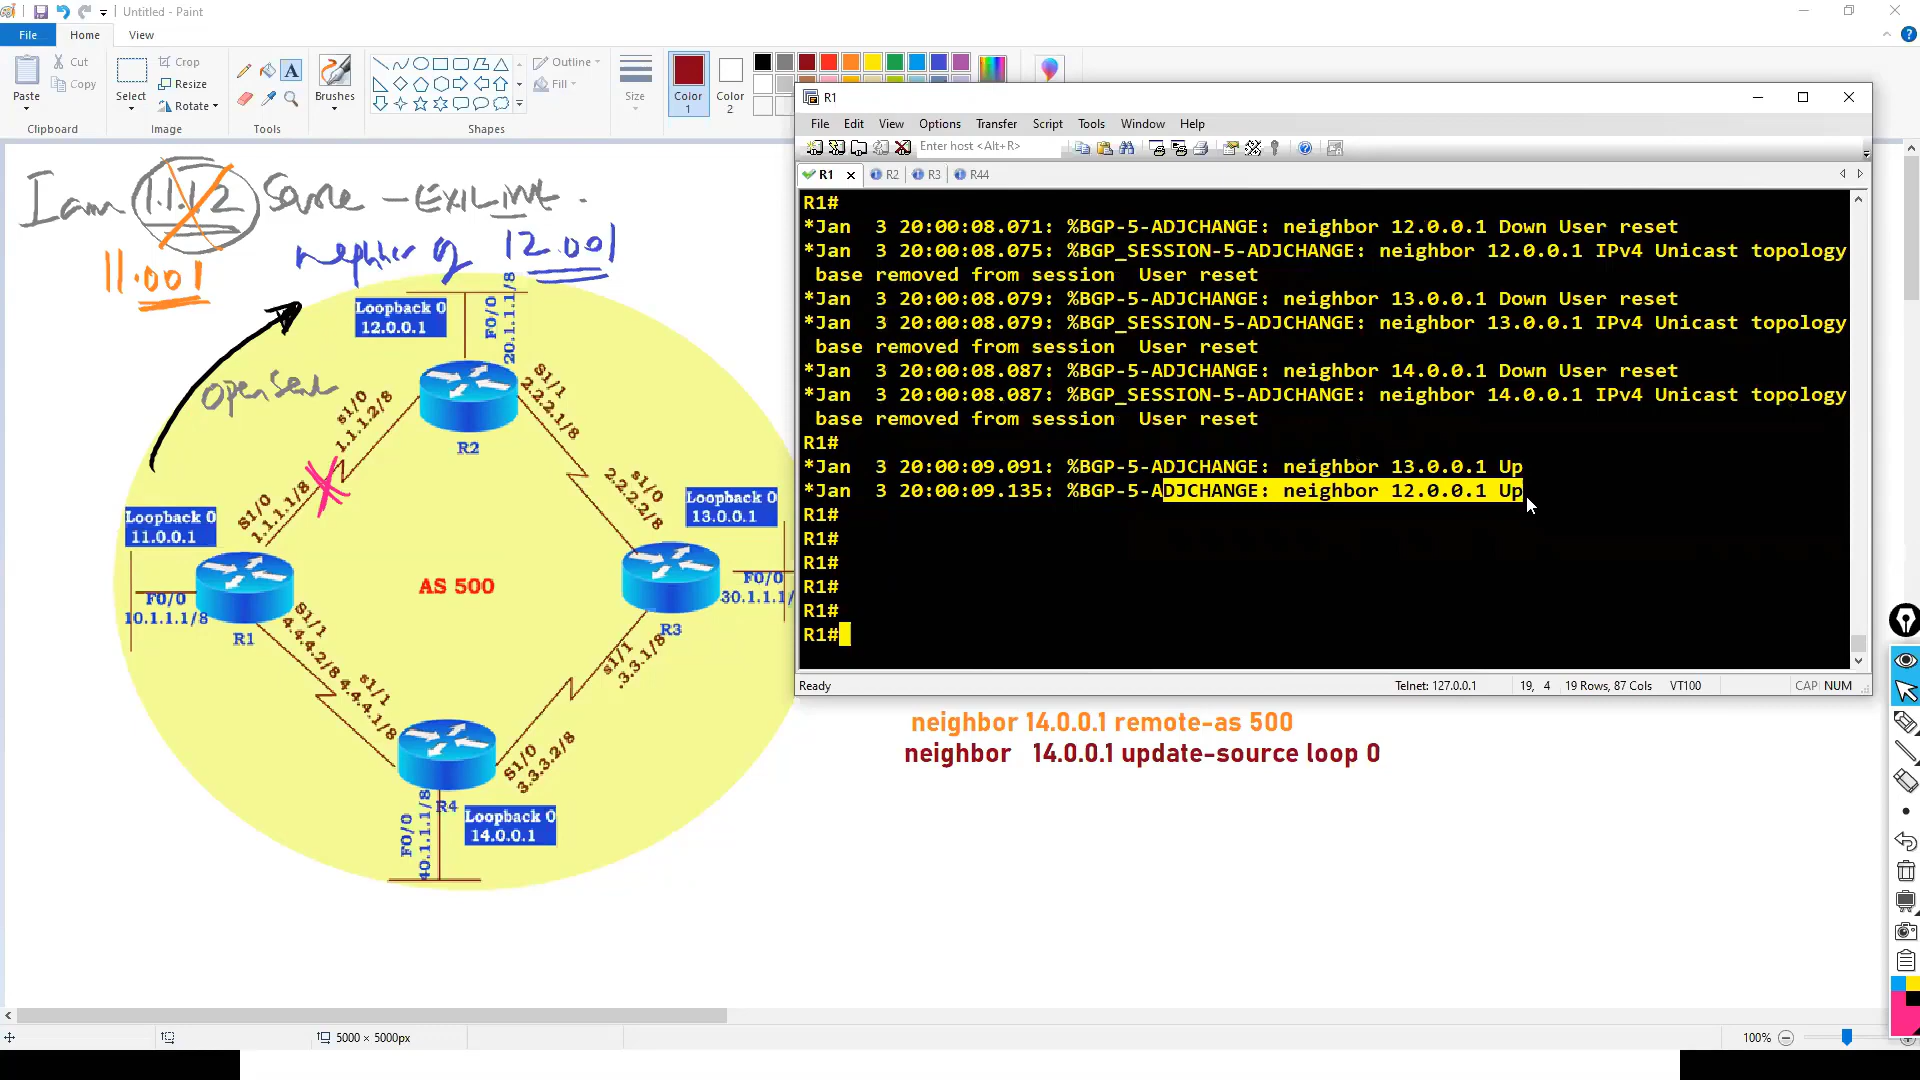 Untitled - Paint
File
Home
View
Paste
Cut
Copy
Clipboard
Select
Crop
Resize
Rotate
Image
Tools
Brushes
Shapes
Outline
Fill
Size
Color 1
Color 2
I am 1.1.1.2 Source - EXIL INT.
11.001
12.001
Loopback 0
12.0.0.1
F0/0
20.1.1.1/8
R2
s1/0
1.1.1.2/8
S1/1
2.2.2.1/8
s1/0
2.2.2.2/8
Loopback 0
13.0.0.1
F0/0
30.1.1.1/
R3
S1/0
1.1.1.1/8
Loopback 0
11.0.0.1
F0/0
10.1.1.1/8
R1
AS 500
S1/1
4.4.4.2/8
s1/1
4.4.4.1/8
s1/1
.3.3.1/8
S1/0
3.3.3.2/8
R4
F0/0
40.1.1.1/8
Loopback 0
14.0.0.1
R1
File Edit View Options Transfer Script Tools Window Help
Enter host <Alt+R>
R1 R2 R3 R44
R1#
*Jan  3 20:00:08.071: %BGP-5-ADJCHANGE: neighbor 12.0.0.1 Down User reset
*Jan  3 20:00:08.075: %BGP_SESSION-5-ADJCHANGE: neighbor 12.0.0.1 IPv4 Unicast topology
base removed from session  User reset
*Jan  3 20:00:08.079: %BGP-5-ADJCHANGE: neighbor 13.0.0.1 Down User reset
*Jan  3 20:00:08.079: %BGP_SESSION-5-ADJCHANGE: neighbor 13.0.0.1 IPv4 Unicast topology
base removed from session  User reset
*Jan  3 20:00:08.087: %BGP-5-ADJCHANGE: neighbor 14.0.0.1 Down User reset
*Jan  3 20:00:08.087: %BGP_SESSION-5-ADJCHANGE: neighbor 14.0.0.1 IPv4 Unicast topology
base removed from session  User reset
R1#
*Jan  3 20:00:09.091: %BGP-5-ADJCHANGE: neighbor 13.0.0.1 Up
*Jan  3 20:00:09.135: %BGP-5-ADJCHANGE: neighbor 12.0.0.1 Up
R1#
R1#
R1#
R1#
R1#
R1#
Ready
Telnet: 127.0.0.1
19, 4
19 Rows, 87 Cols
VT100
CAP NUM
neighbor 14.0.0.1 remote-as 500
neighbor 14.0.0.1 update-source loop 0
5000 × 5000px
100%